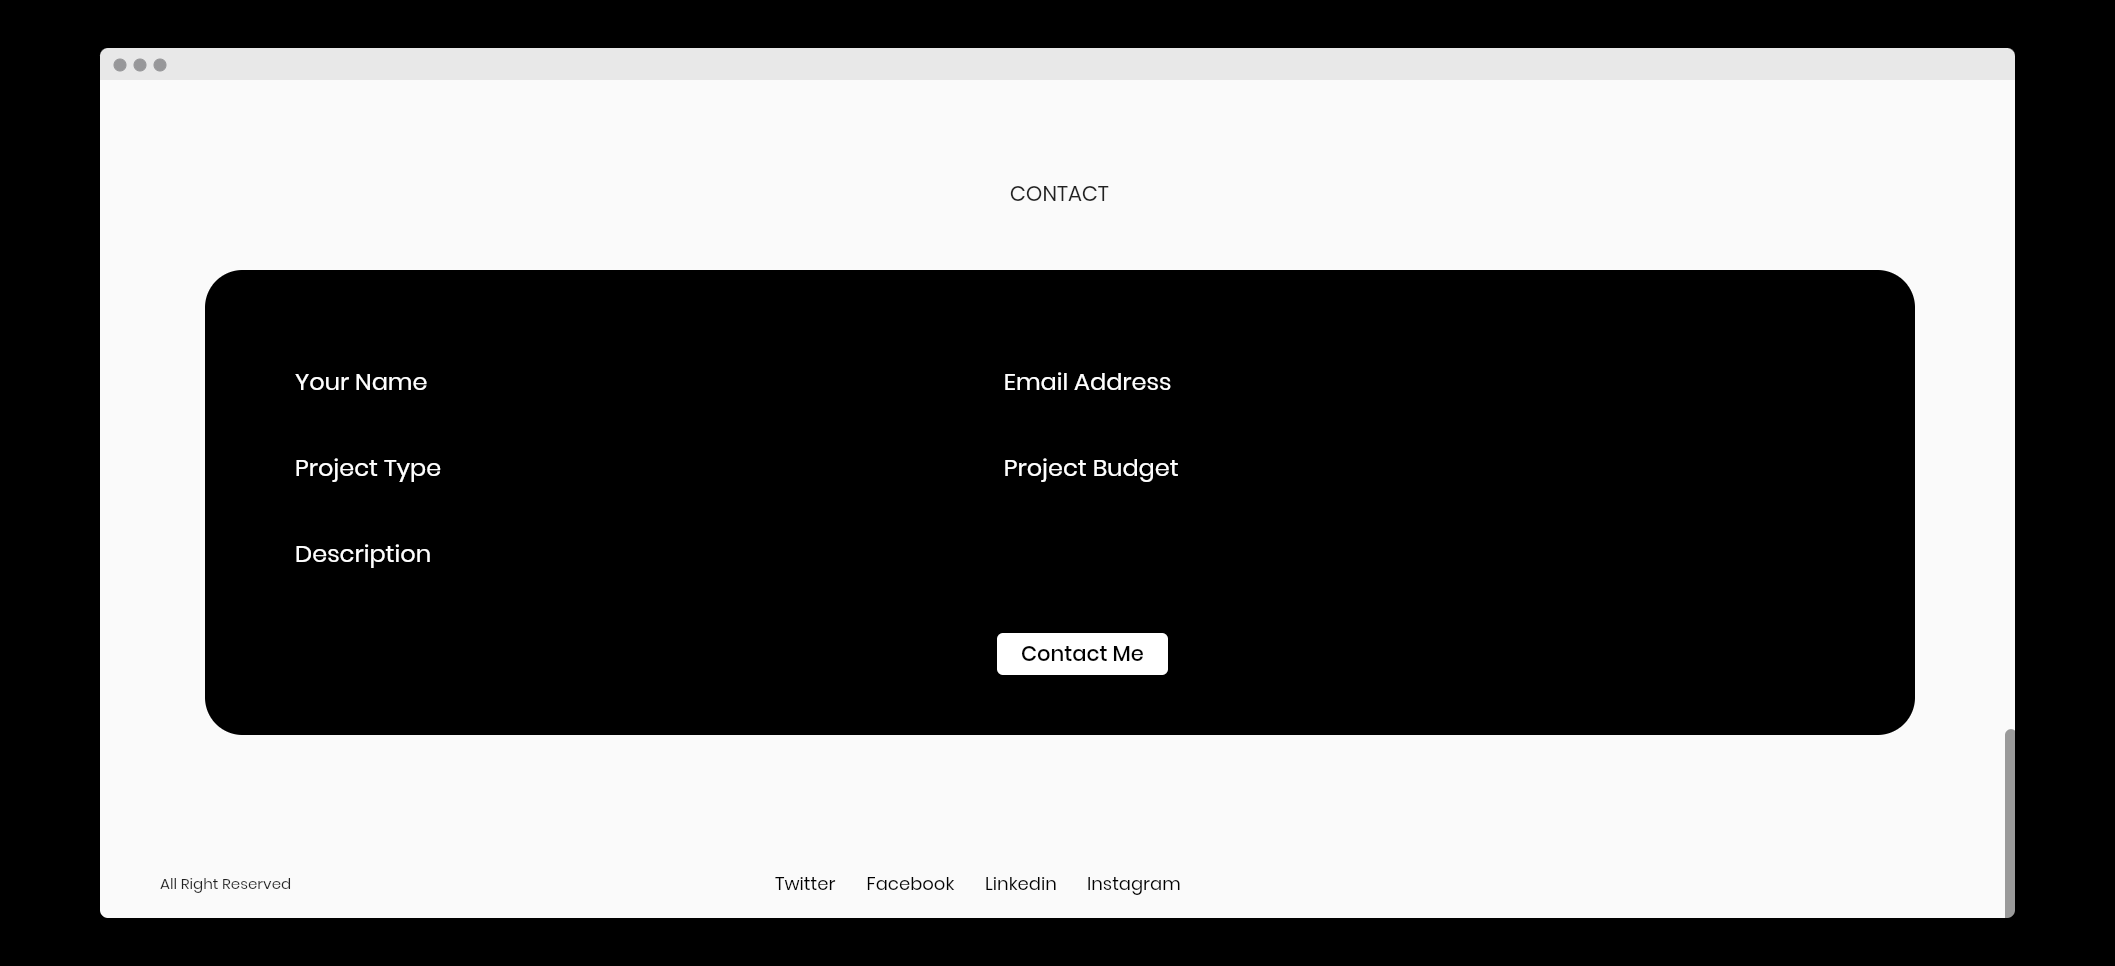 CONTACT
Your Name
Email Address
Project Type
Project Budget
Description
Contact Me
All Right Reserved
Twitter
Facebook
Linkedin
Instagram